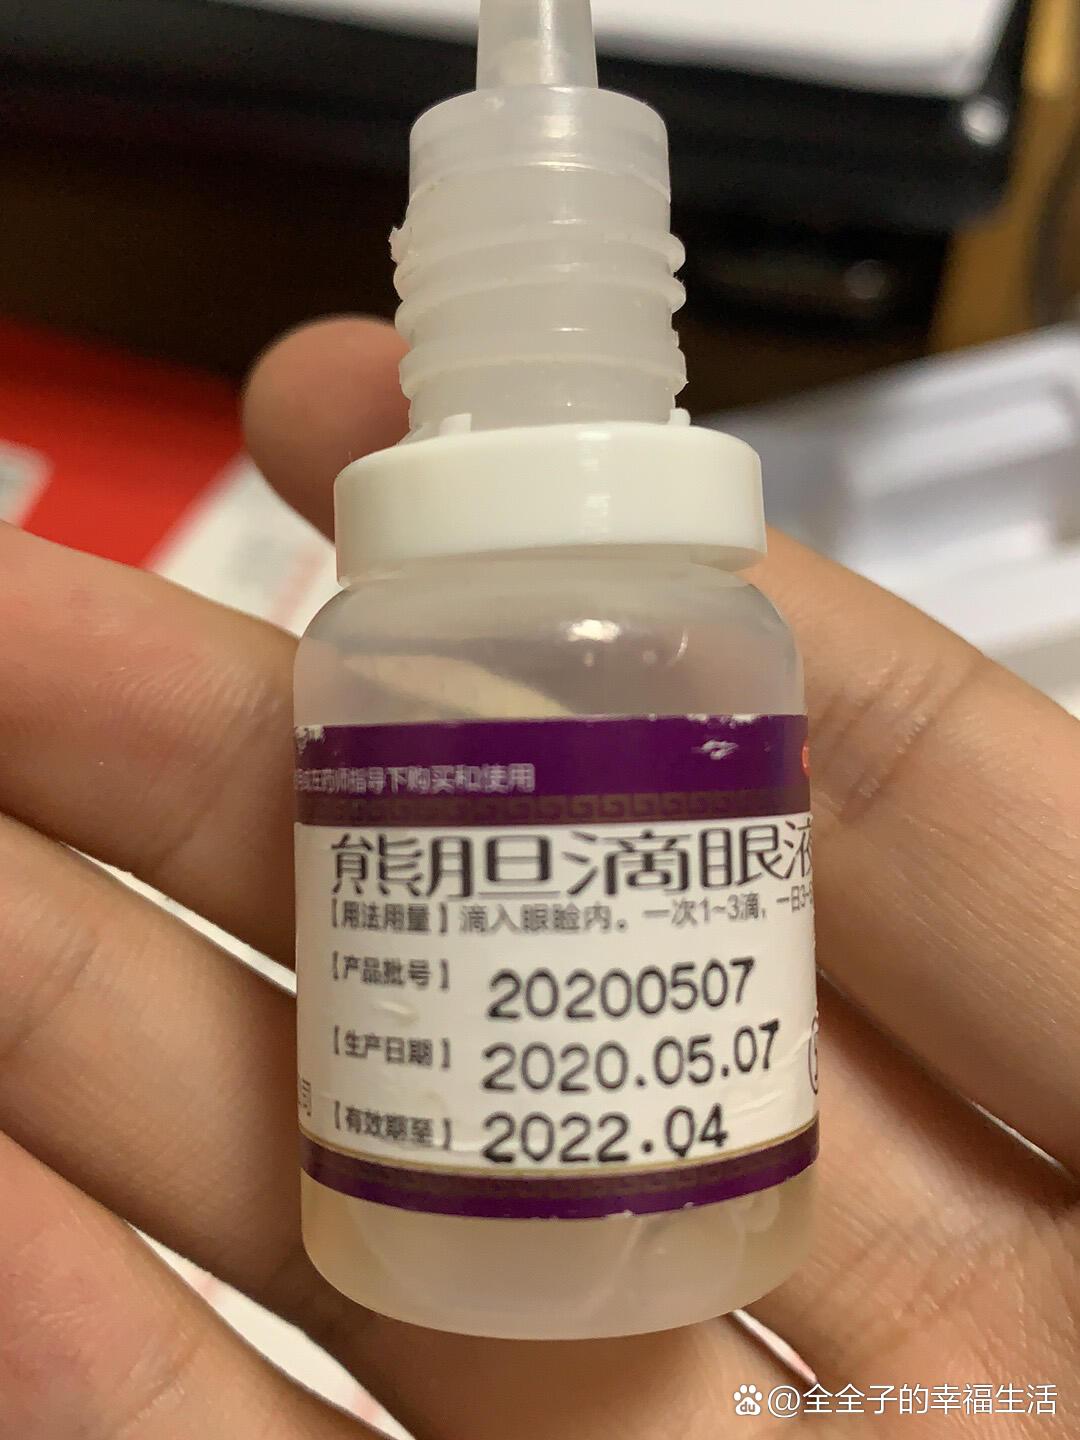 药师指导下购买和使用
熊胆滴眼液
【用法用量】滴入眼睑内。一次1~3滴，一日3~
【产品批号】 20200507
【生产日期】 2020.05.07
【有效期至】 2022.04
司
@全全子的幸福生活